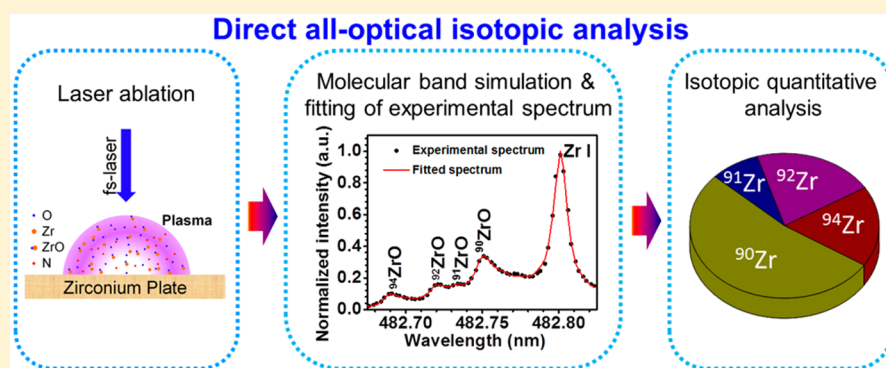 Direct all-optical isotopic analysis
Laser ablation
fs-laser
Plasma
O
Zr
ZrO
N
Zirconium Plate
Molecular band simulation &
fitting of experimental spectrum
Normalized intensity (a.u.)
1.0
0.8
0.6
0.4
0.2
0.0
Experimental spectrum
Fitted spectrum
Zr I
⁹⁴ZrO
⁹²ZrO
⁹¹ZrO
⁹⁰ZrO
482.70 482.75 482.80
Wavelength (nm)
Isotopic quantitative
analysis
⁹¹Zr
⁹²Zr
⁹⁴Zr
⁹⁰Zr